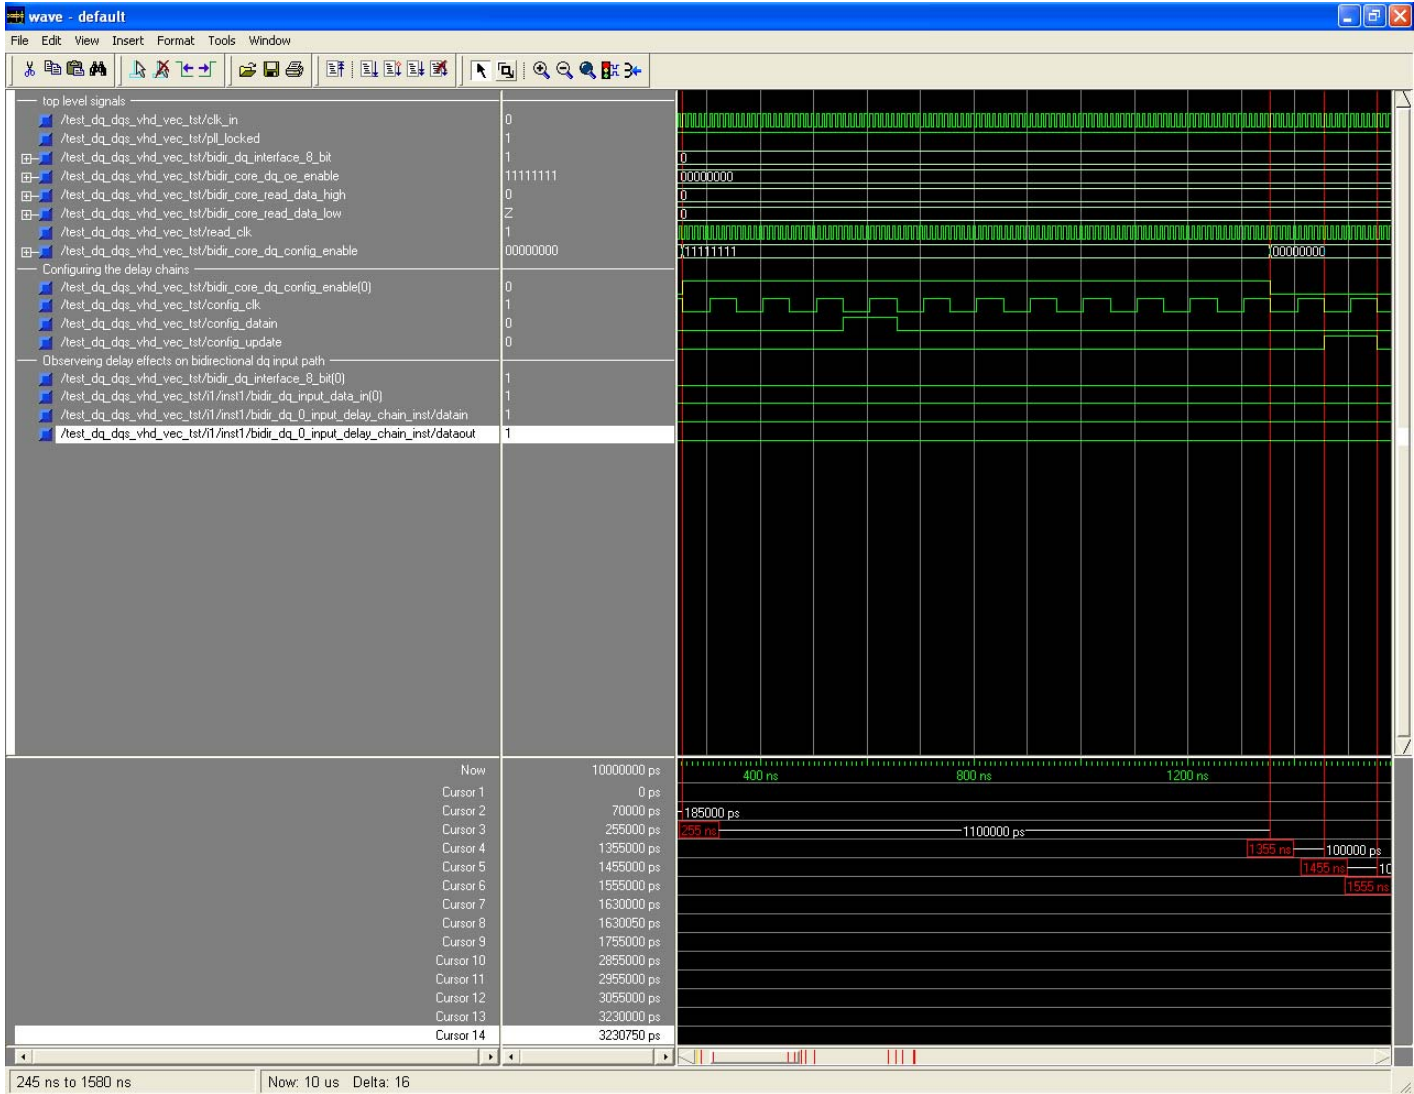 wave - default
File Edit View Insert Format Tools Window
top level signals
/test_dq_dqs_vhd_vec_tst/clk_in 0
/test_dq_dqs_vhd_vec_tst/pll_locked 1
/test_dq_dqs_vhd_vec_tst/bidir_dq_interface_8_bit 1 0
/test_dq_dqs_vhd_vec_tst/bidir_core_dq_oe_enable 11111111 00000000
/test_dq_dqs_vhd_vec_tst/bidir_core_read_data_high 0 0
/test_dq_dqs_vhd_vec_tst/bidir_core_read_data_low Z 0
/test_dq_dqs_vhd_vec_tst/read_clk 1
/test_dq_dqs_vhd_vec_tst/bidir_core_dq_config_enable 00000000 11111111 00000000
Configuring the delay chains
/test_dq_dqs_vhd_vec_tst/bidir_core_dq_config_enable(0) 0
/test_dq_dqs_vhd_vec_tst/config_clk 1
/test_dq_dqs_vhd_vec_tst/config_datain 0
/test_dq_dqs_vhd_vec_tst/config_update 0
Observeing delay effects on bidirectional dq input path
/test_dq_dqs_vhd_vec_tst/bidir_dq_interface_8_bit(0) 1
/test_dq_dqs_vhd_vec_tst/i1/inst1/bidir_dq_input_data_in(0) 1
/test_dq_dqs_vhd_vec_tst/i1/inst1/bidir_dq_0_input_delay_chain_inst/datain 1
/test_dq_dqs_vhd_vec_tst/i1/inst1/bidir_dq_0_input_delay_chain_inst/dataout 1
Now 10000000 ps 400 ns 800 ns 1200 ns
Cursor 1 0 ps
Cursor 2 70000 ps 185000 ps
Cursor 3 255000 ps 255 ns 1100000 ps
Cursor 4 1355000 ps 1355 ns 100000 ps
Cursor 5 1455000 ps 1455 ns 10
Cursor 6 1555000 ps 1555 ns
Cursor 7 1630000 ps
Cursor 8 1630050 ps
Cursor 9 1755000 ps
Cursor 10 2855000 ps
Cursor 11 2955000 ps
Cursor 12 3055000 ps
Cursor 13 3230000 ps
Cursor 14 3230750 ps
245 ns to 1580 ns Now: 10 us Delta: 16